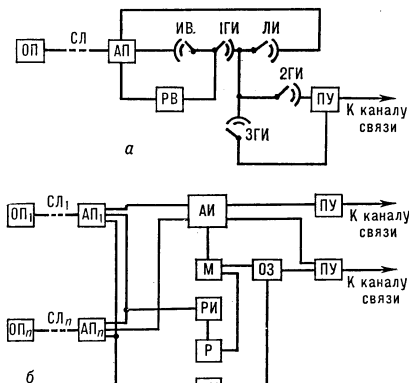 СЛ ИВ. 1ГИ ЛИ
ОП АП
2ГИ
РВ ПУ
К каналу
связи
а 3ГИ
СЛ₁ АИ ПУ
ОП₁ АП₁ К каналу
связи
М ОЗ ПУ
К каналу
связи
СЛₙ РИ
ОПₙ АПₙ
Р
б